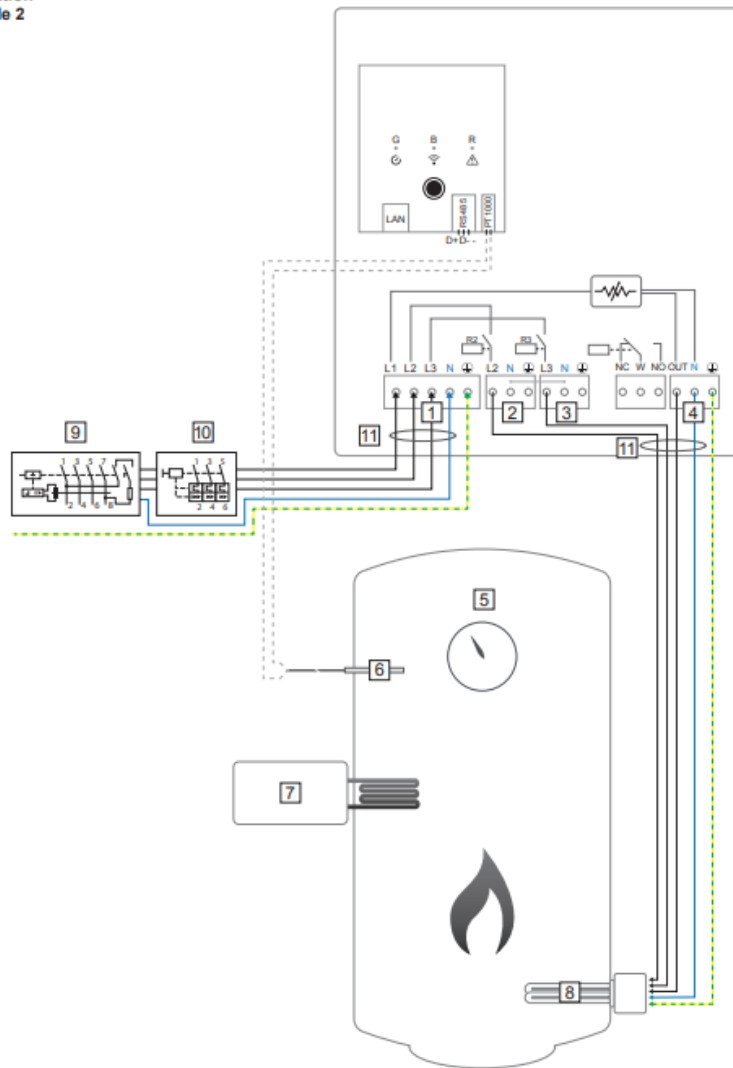 le 2
G B R
LAN
RS485
PT1000
D+D- -
R2
R3
L1 L2 L3 N
L2 N
L3 N
NC W NO OUT N
1
2
3
4
11
11
9
10
1 3 5 7
2 4 6 8
1 3 5
2 4 6
5
6
7
8